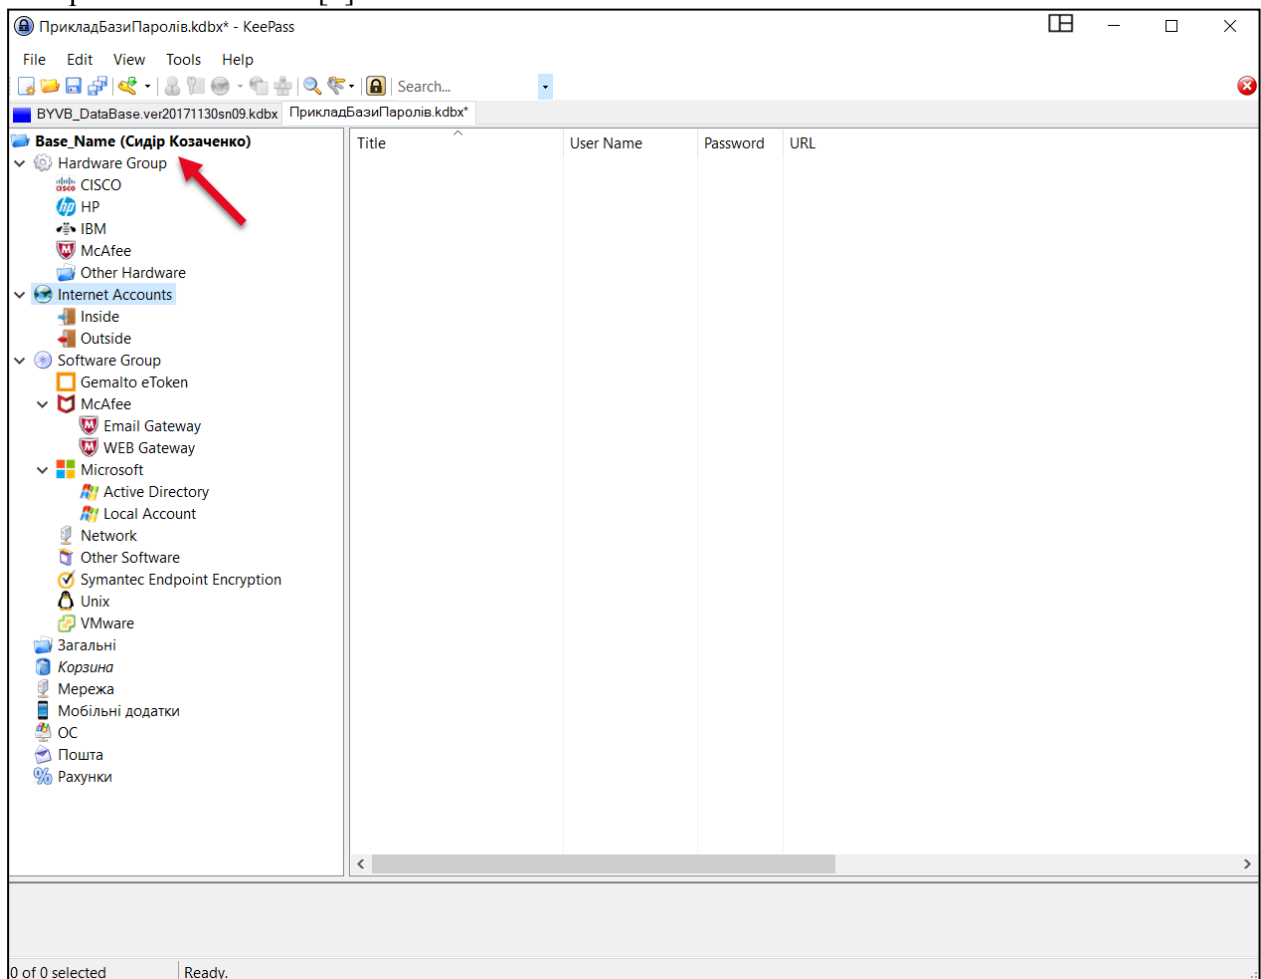 ПрикладБазиПаролів.kdbx* - KeePass
File Edit View Tools Help
Search...
BYVB_DataBase.ver20171130sn09.kdbx ПрикладБазиПаролів.kdbx*
Base_Name (Сидір Козаченко)
Hardware Group
CISCO
HP
IBM
McAfee
Other Hardware
Internet Accounts
Inside
Outside
Software Group
Gemalto eToken
McAfee
Email Gateway
WEB Gateway
Microsoft
Active Directory
Local Account
Network
Other Software
Symantec Endpoint Encryption
Unix
VMware
Загальні
Корзина
Мережа
Мобільні додатки
ОС
Пошта
Рахунки
Title User Name Password URL
0 of 0 selected Ready.